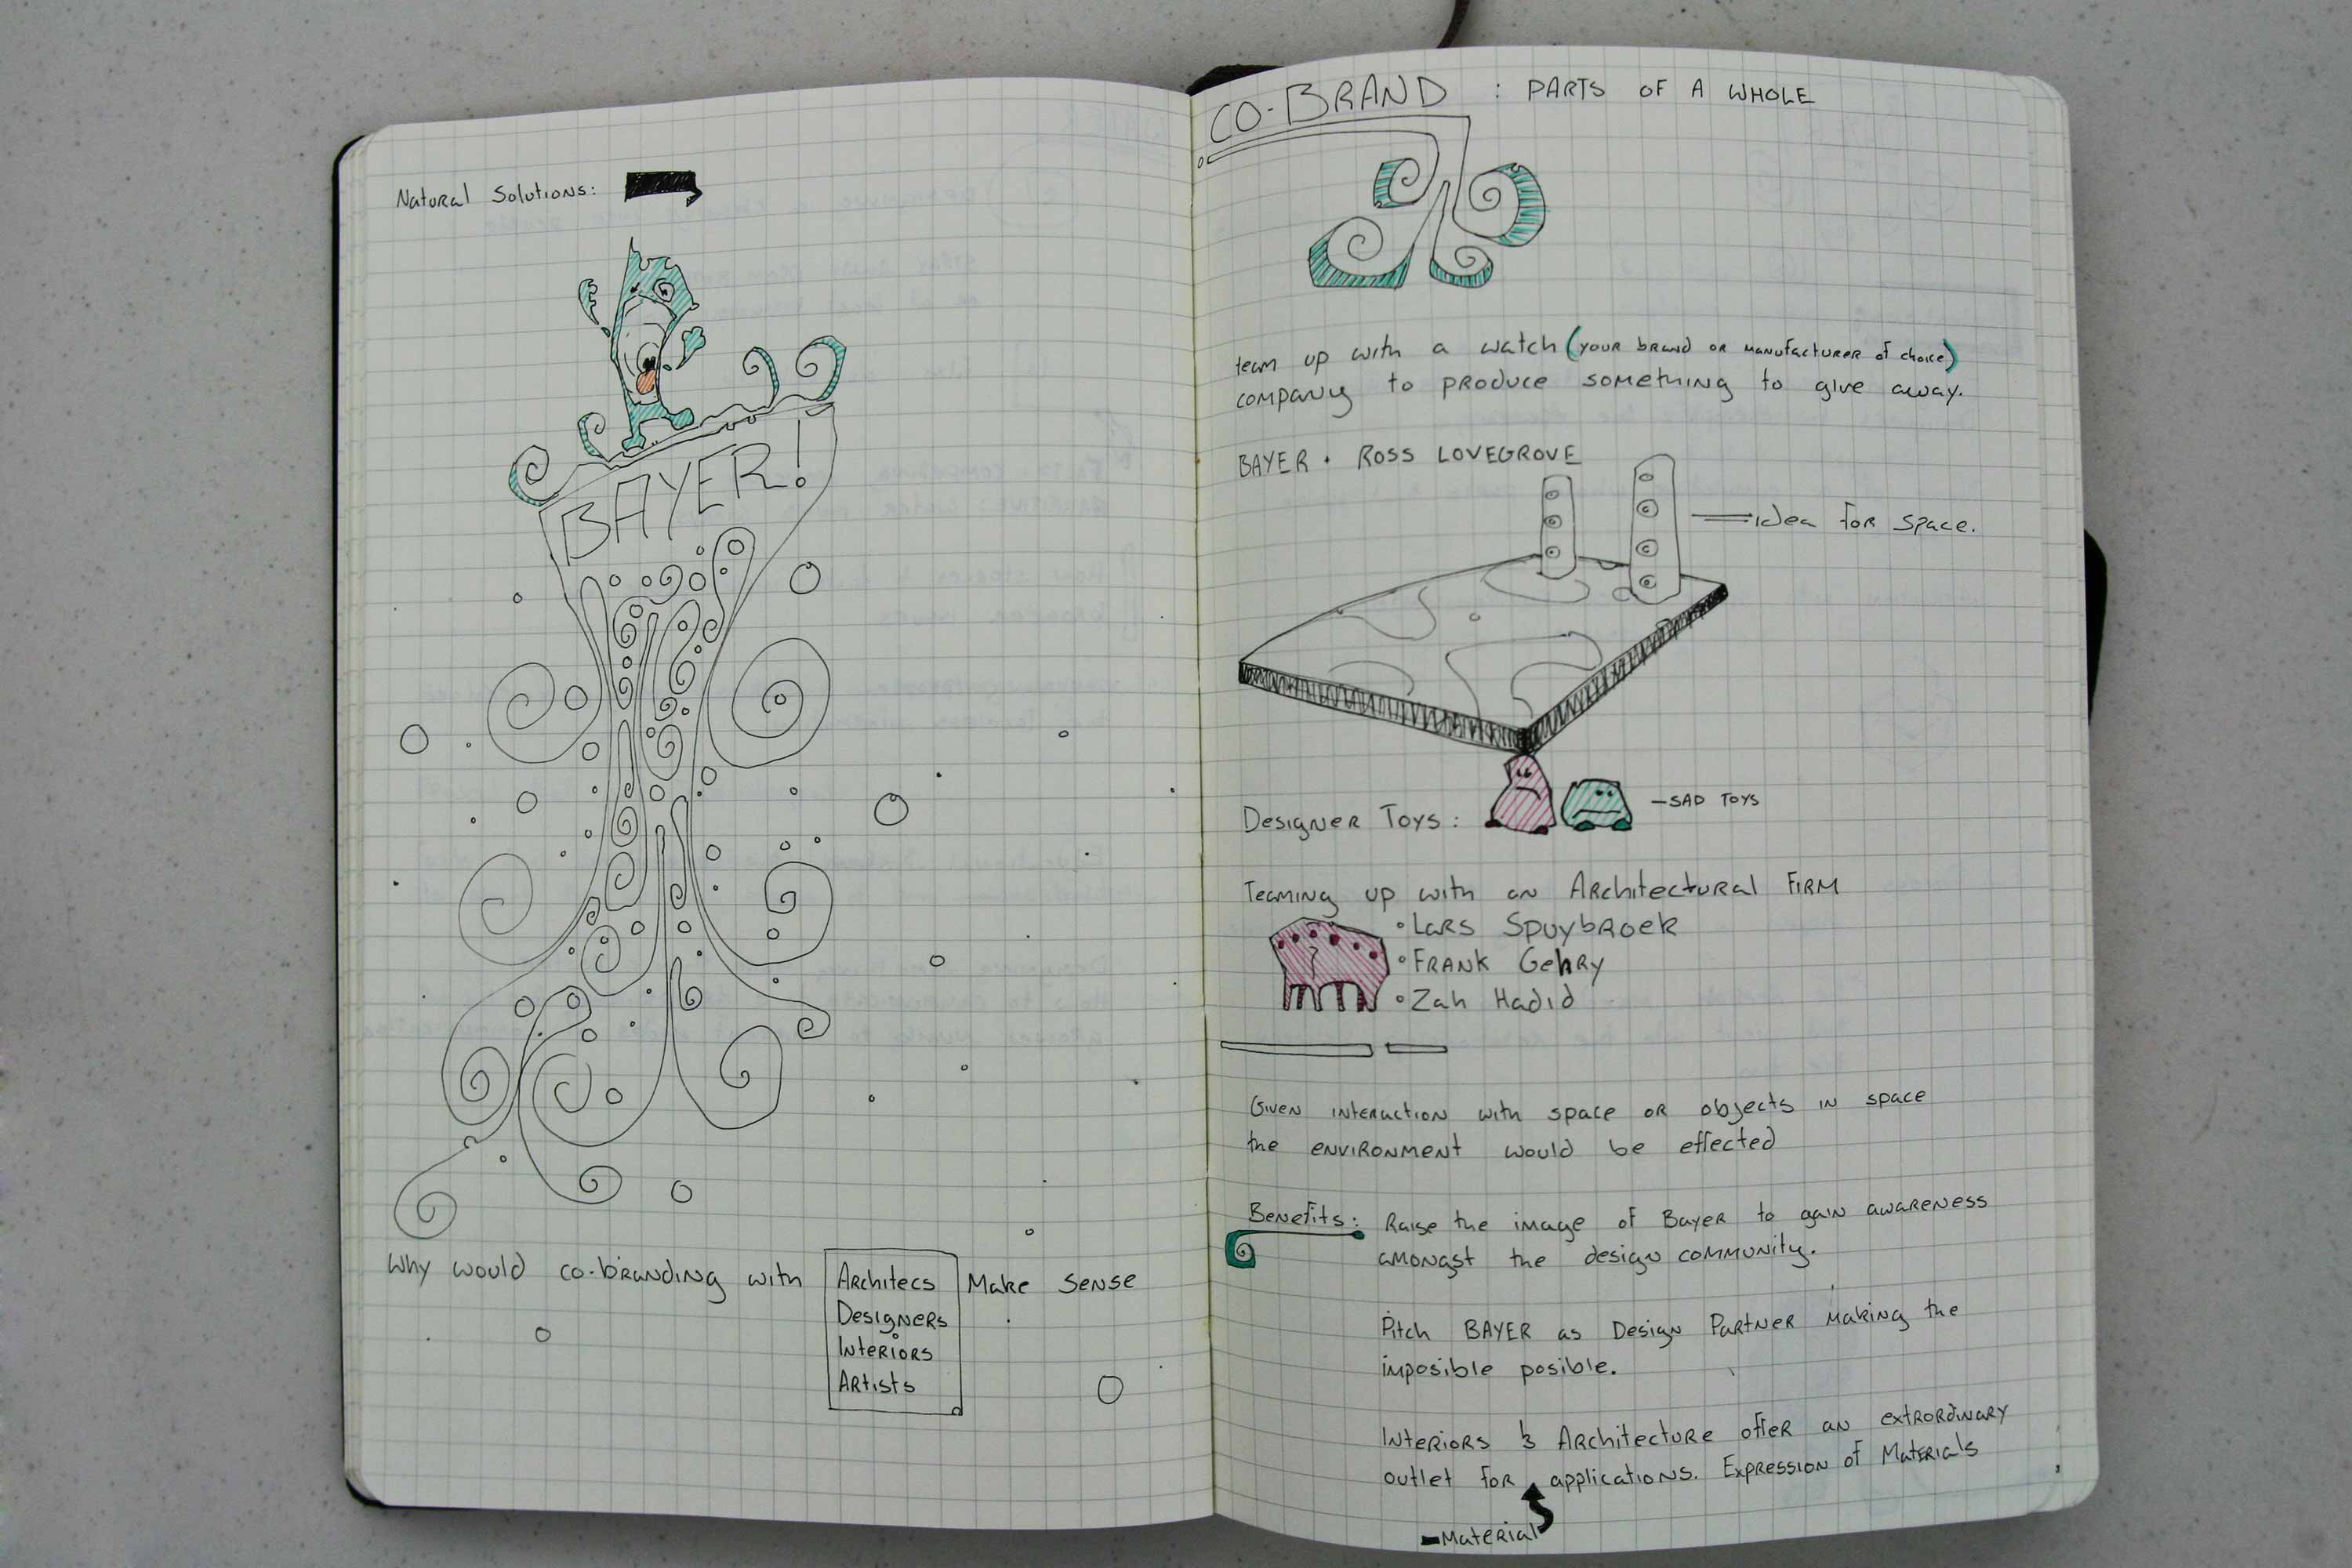 Natural Solutions:
BAYER!
Why would co-branding with Architecs Make sense
Designers
Interiors
Artists
CO-BRAND : PARTS OF A WHOLE
team up with a watch (your brand or manufacturer of choice)
company to produce something to give away.
BAYER · ROSS LOVEGROVE
idea for space.
Designer Toys: - SAD TOYS
Teaming up with an Architectural Firm
• Lars Spuybroek
• Frank Gehry
• Zah Hadid
Given interaction with space or objects in space
the environment would be effected
Benefits: Raise the image of Bayer to gain awareness
amongst the design community.
Pitch BAYER as Design Partner making the
imposible posible.
Interiors & Architecture offer an extrordinary
outlet for applications. Expression of Materials
- Material